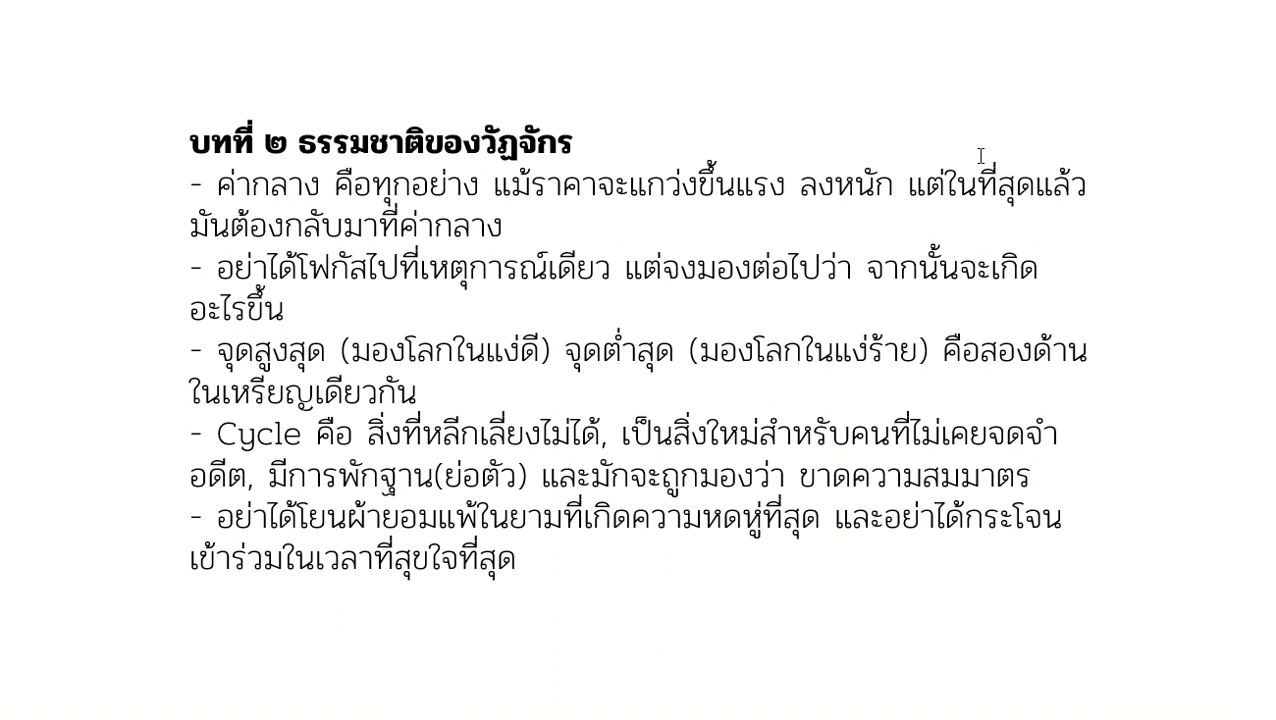 บทที่ ๒ ธรรมชาติของวัฏจักร
- ค่ากลาง คือทุกอย่าง แม้ราคาจะแกว่งขึ้นแรง ลงหนัก แต่ในที่สุดแล้ว
มันต้องกลับมาที่ค่ากลาง
- อย่าได้โฟกัสไปที่เหตุการณ์เดียว แต่จงมองต่อไปว่า จากนั้นจะเกิด
อะไรขึ้น
- จุดสูงสุด (มองโลกในแง่ดี) จุดต่ำสุด (มองโลกในแง่ร้าย) คือสองด้าน
ในเหรียญเดียวกัน
- Cycle คือ สิ่งที่หลีกเลี่ยงไม่ได้, เป็นสิ่งใหม่สำหรับคนที่ไม่เคยจดจำ
อดีต, มีการพักฐาน(ย่อตัว) และมักจะถูกมองว่า ขาดความสมมาตร
- อย่าได้โยนผ้ายอมแพ้ในยามที่เกิดความหดหู่ที่สุด และอย่าได้กระโจน
เข้าร่วมในเวลาที่สุขใจที่สุด